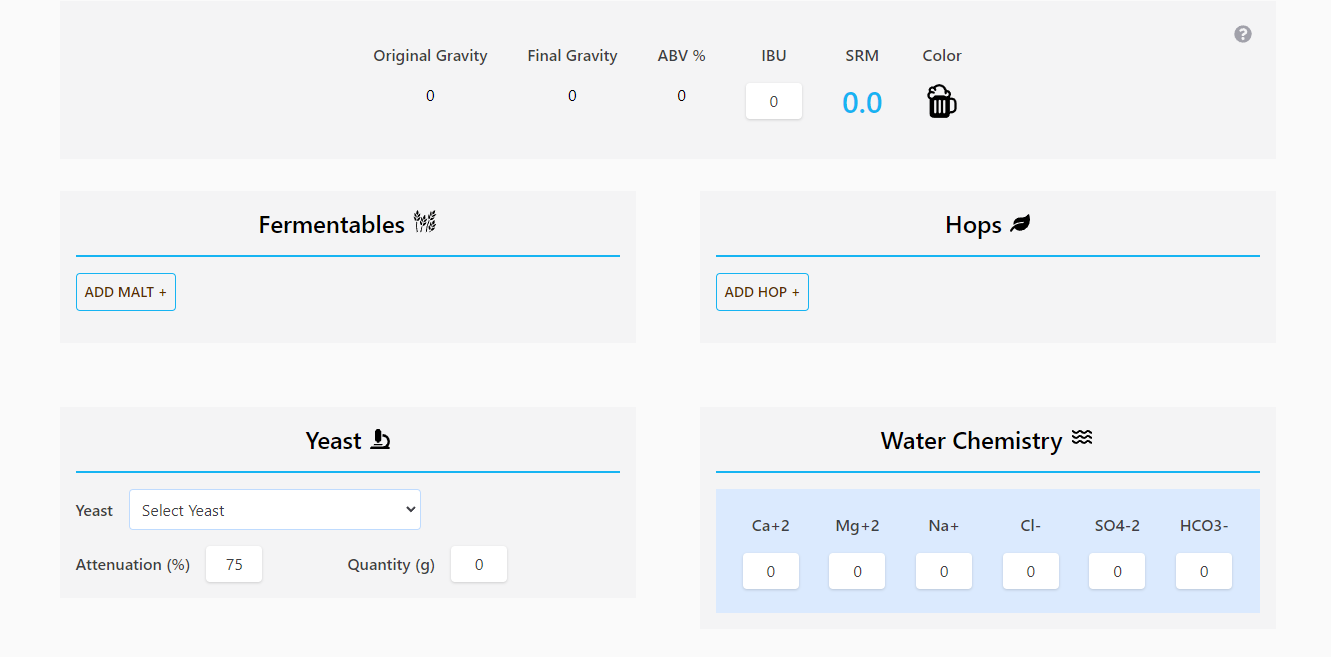 Original Gravity Final Gravity ABV % IBU SRM Color ?
0 0 0 0 0.0
Fermentables
ADD MALT +
Hops
ADD HOP +
Yeast
Yeast Select Yeast
Attenuation (%) 75 Quantity (g) 0
Water Chemistry
Ca+2 Mg+2 Na+ Cl- SO4-2 HCO3-
0 0 0 0 0 0